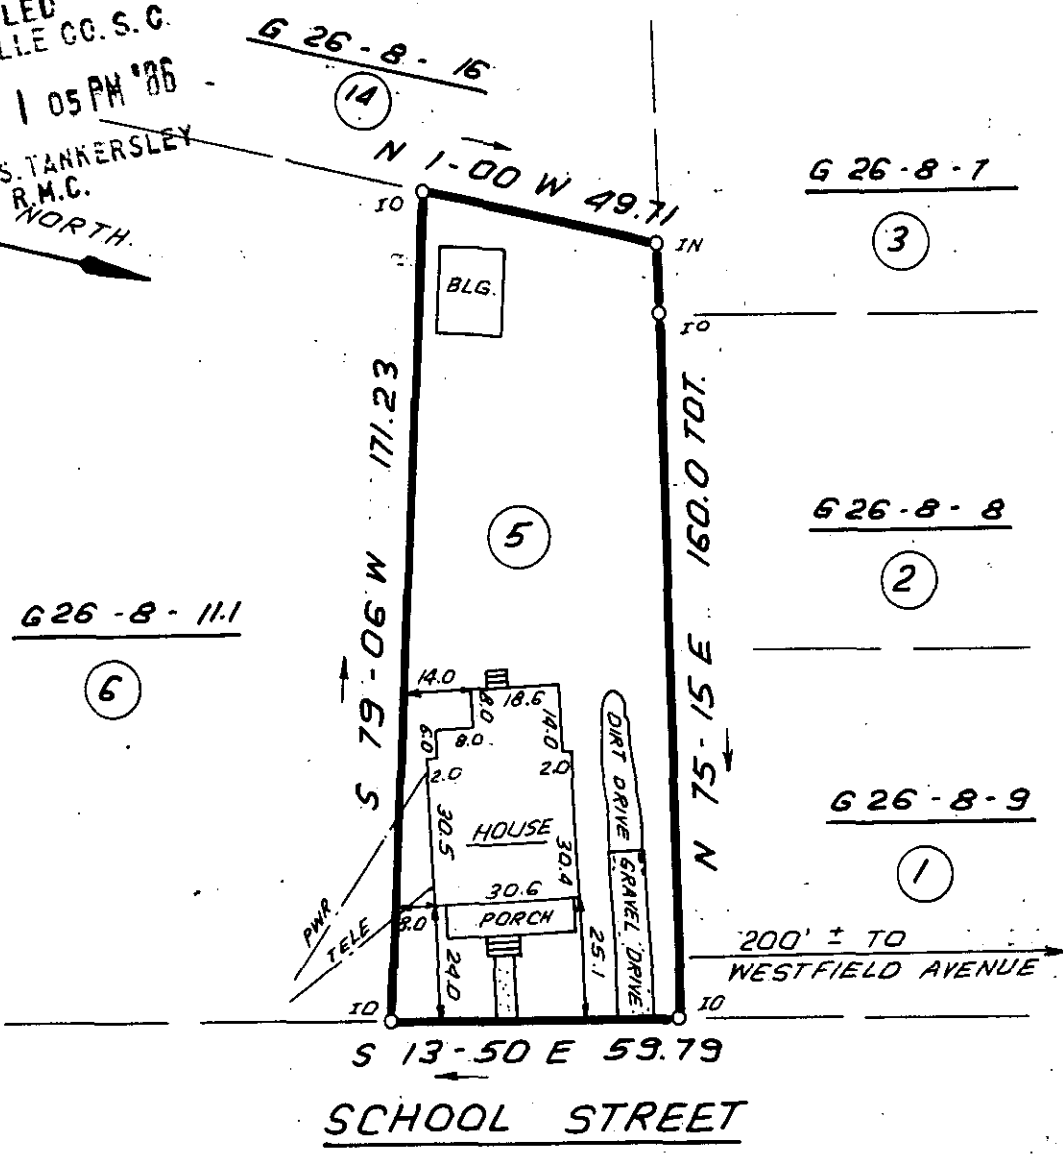 LLE CO. S. C.
1 05 PM '86
S. TANKERSLEY
R.M.C.
NORTH.
G 26-8-16
14
N 1-00 W 49.71
IO
IN
IO
G 26-8-7
3
BLG.
S 79-06 W 171.23
N 75-15 E 160.0 TOT.
5
G 26-8-8
2
G 26-8-11.1
6
G 26-8-9
1
14.0
8.0
18.6
14.0
6.0
8.0
2.0
2.0
30.5
HOUSE
30.4
30.6
PORCH
8.0
24.0
25.1
DIRT DRIVE
GRAVEL DRIVE
PWR.
TELE
200' ± TO
WESTFIELD AVENUE
IO
IO
S 13-50 E 59.79
SCHOOL STREET